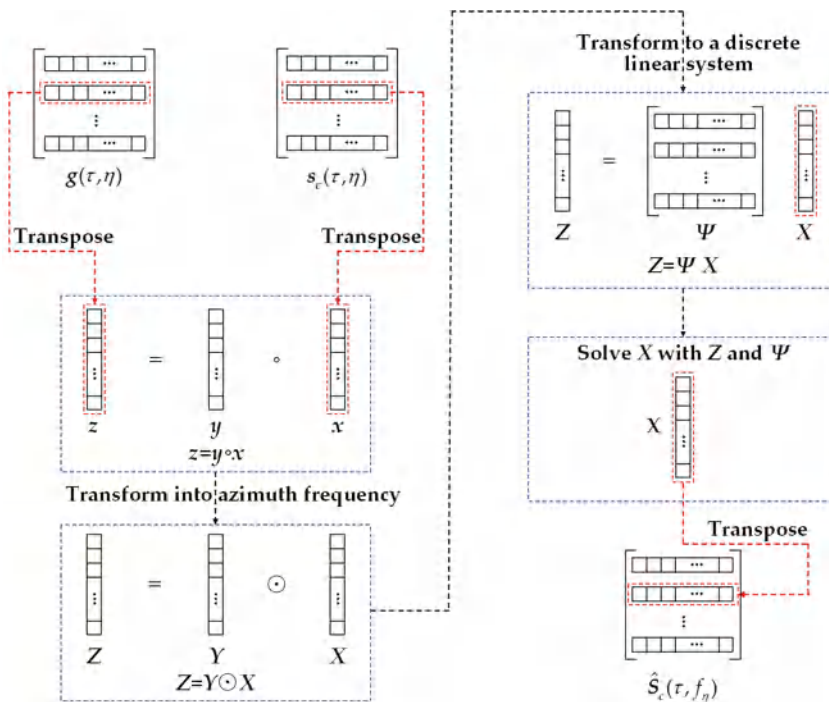 g(τ,η)
s_c(τ,η)
Transpose
Transpose
=
∘
z
y
x
z=y∘x
Transform into azimuth frequency
=
⊙
Z
Y
X
Z=Y⊙X
Transform to a discrete
linear system
=
Z
Ψ
X
Z=Ψ X
Solve X with Z and Ψ
X
Transpose
Ŝ_c(τ,f_η)